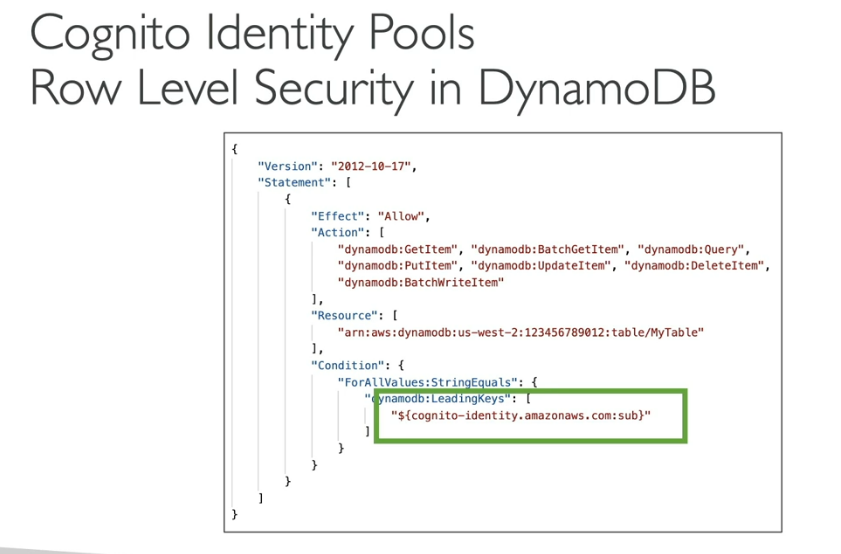 Cognito Identity Pools
Row Level Security in DynamoDB
{
"Version": "2012-10-17",
"Statement": [
{
"Effect": "Allow",
"Action": [
"dynamodb:GetItem", "dynamodb:BatchGetItem", "dynamodb:Query",
"dynamodb:PutItem", "dynamodb:UpdateItem", "dynamodb:DeleteItem",
"dynamodb:BatchWriteItem"
],
"Resource": [
"arn:aws:dynamodb:us-west-2:123456789012:table/MyTable"
],
"Condition": {
"ForAllValues:StringEquals": {
"dynamodb:LeadingKeys": [
"${cognito-identity.amazonaws.com:sub}"
]
}
}
}
]
}